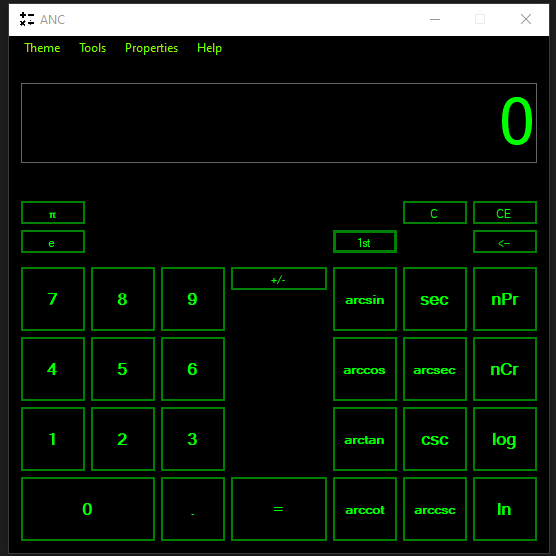 ANC
Theme Tools Properties Help
0
π C CE
e 1st <--
7 8 9 +/- arcsin sec nPr
4 5 6 arccos arcsec nCr
1 2 3 arctan csc log
0 . = arccot arccsc ln